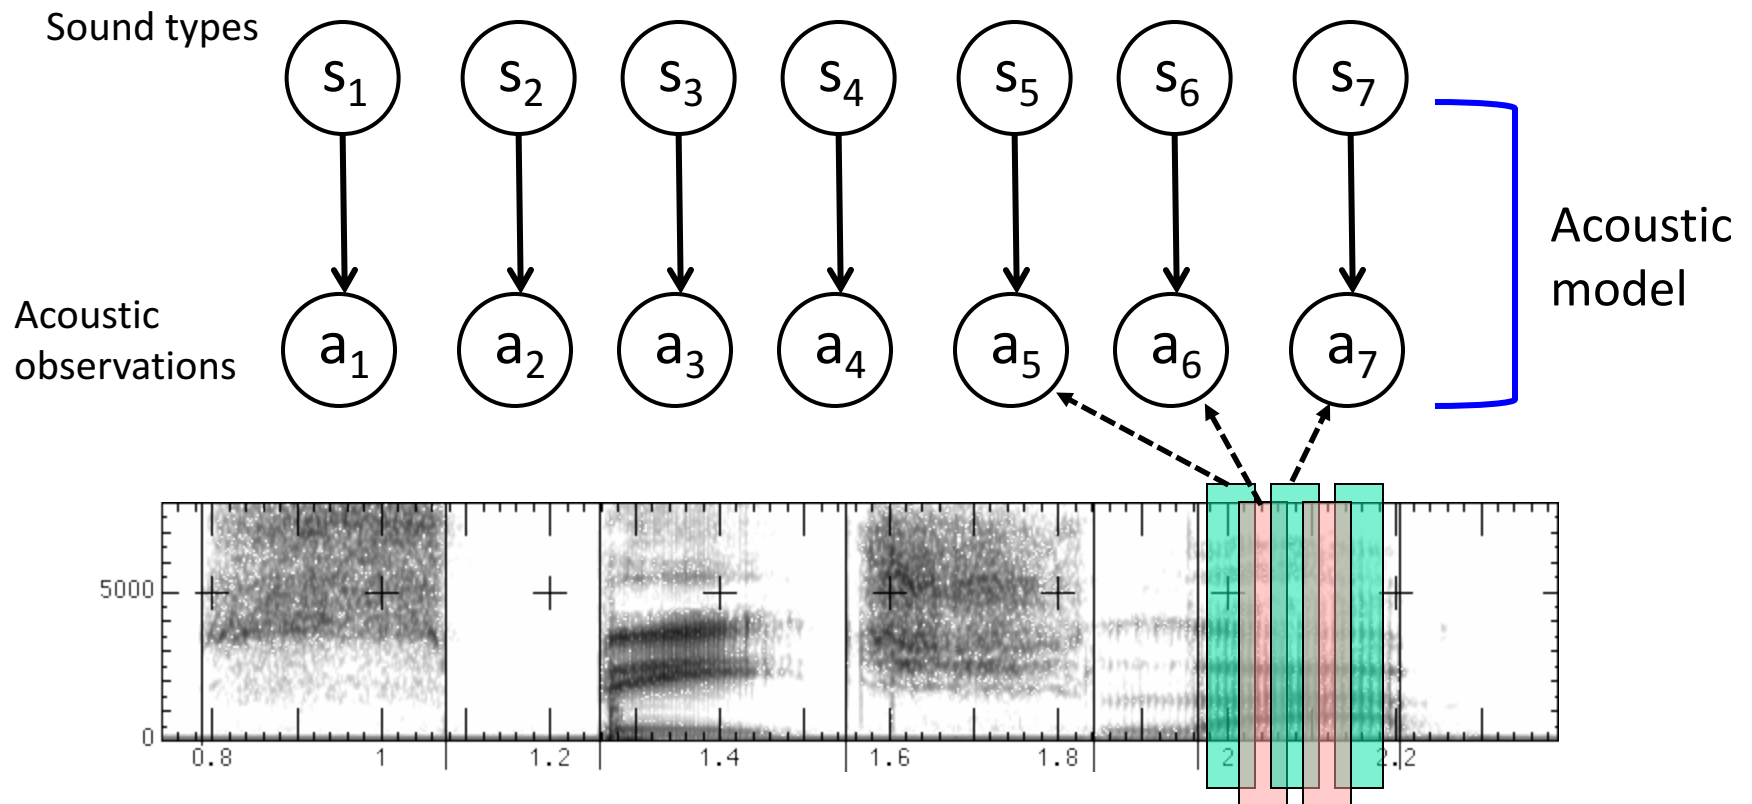 Sound types
s1 s2 s3 s4 s5 s6 s7
Acoustic
model
Acoustic
observations
a1 a2 a3 a4 a5 a6 a7
5000
0
0.8 1 1.2 1.4 1.6 1.8 2 2.2